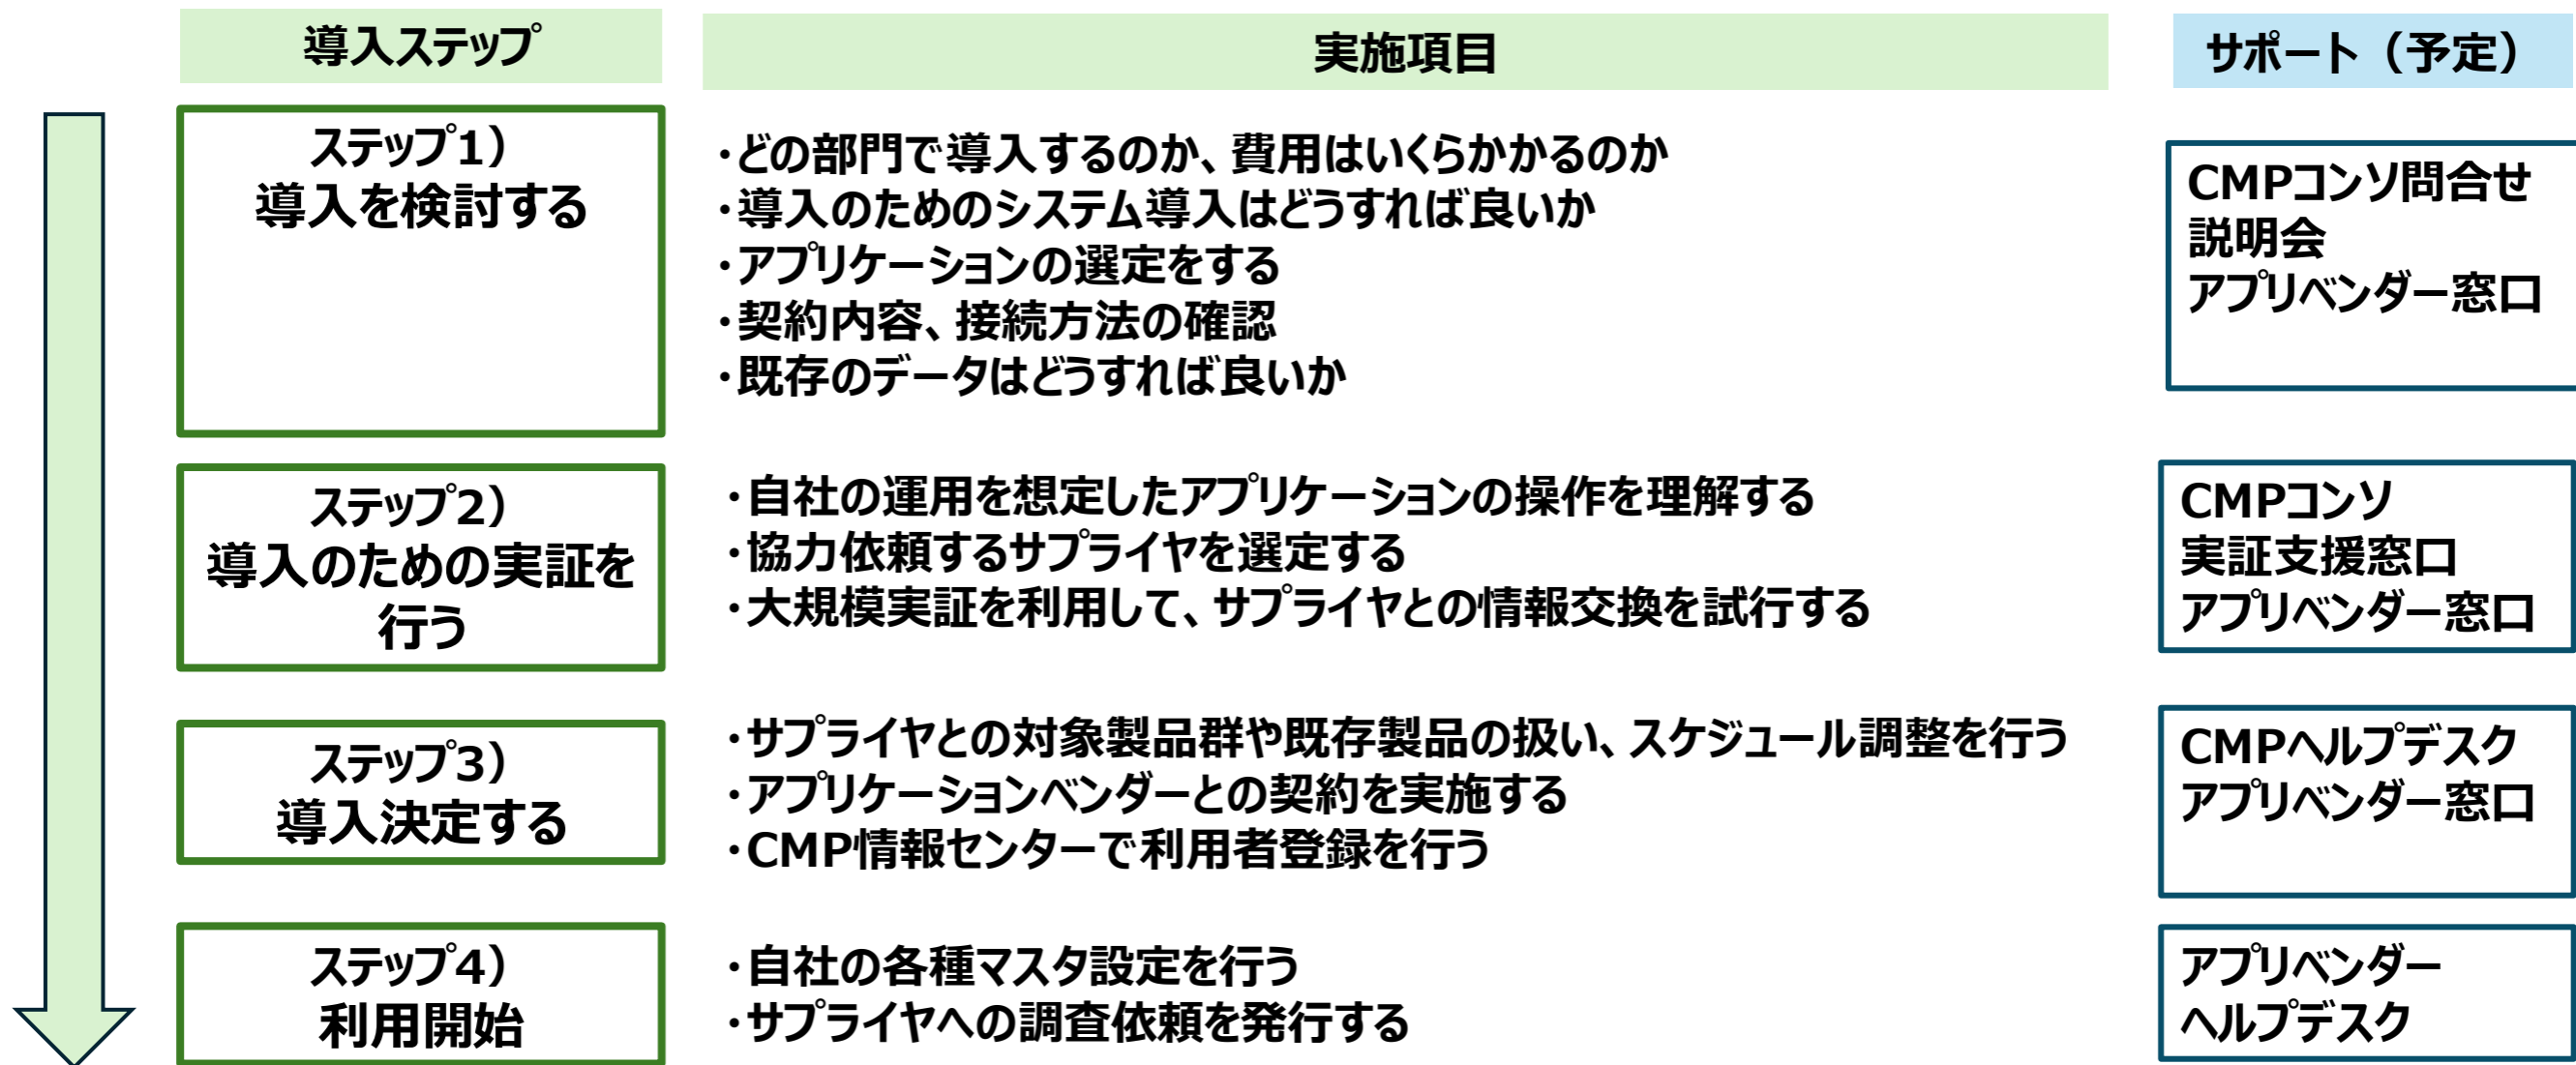 導入ステップ
実施項目
サポート（予定）
ステップ1）
導入を検討する
・どの部門で導入するのか、費用はいくらかかるのか
・導入のためのシステム導入はどうすれば良いか
・アプリケーションの選定をする
・契約内容、接続方法の確認
・既存のデータはどうすれば良いか
CMPコンソ問合せ
説明会
アプリベンダー窓口
ステップ2）
導入のための実証を
行う
・自社の運用を想定したアプリケーションの操作を理解する
・協力依頼するサプライヤを選定する
・大規模実証を利用して、サプライヤとの情報交換を試行する
CMPコンソ
実証支援窓口
アプリベンダー窓口
ステップ3）
導入決定する
・サプライヤとの対象製品群や既存製品の扱い、スケジュール調整を行う
・アプリケーションベンダーとの契約を実施する
・CMP情報センターで利用者登録を行う
CMPヘルプデスク
アプリベンダー窓口
ステップ4）
利用開始
・自社の各種マスタ設定を行う
・サプライヤへの調査依頼を発行する
アプリベンダー
ヘルプデスク